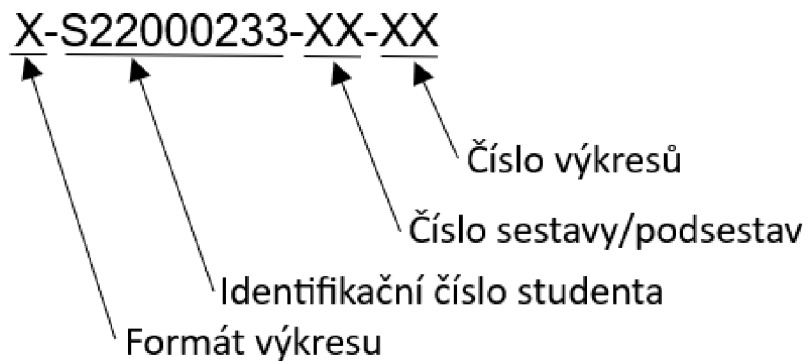 X-S22000233-XX-XX
Číslo výkresů
Číslo sestavy/podsestav
Identifikační číslo studenta
Formát výkresu